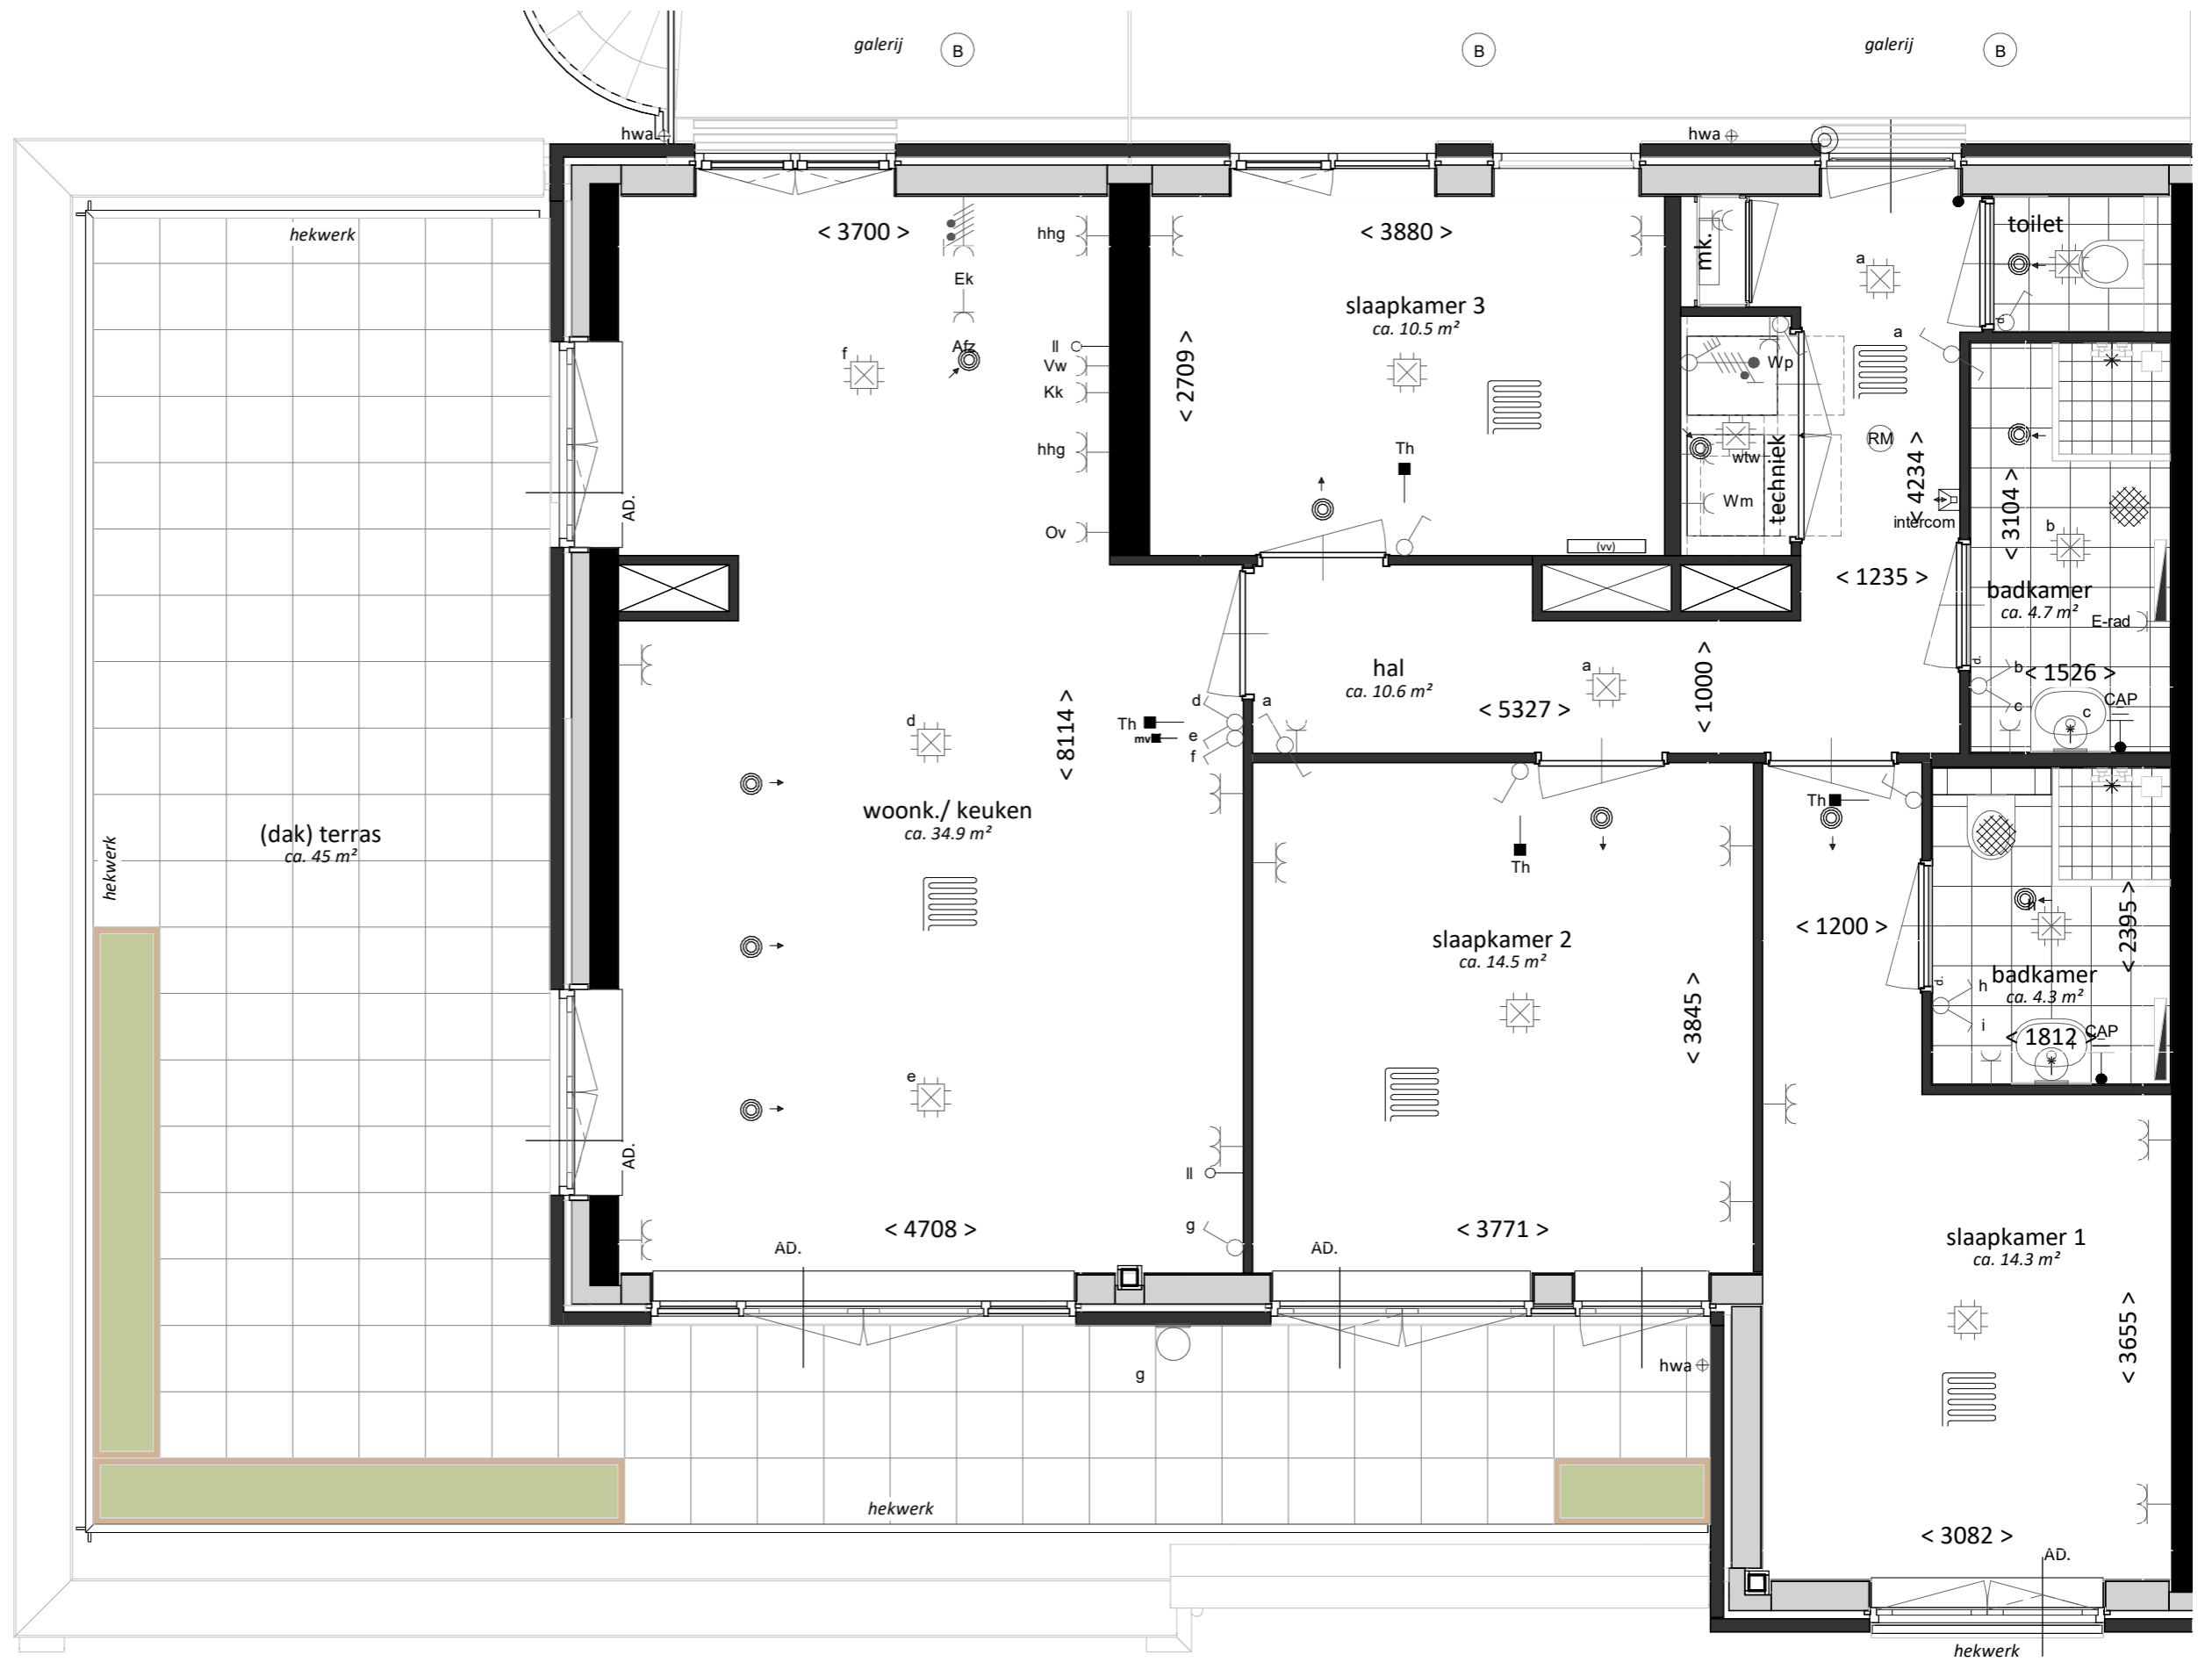 galerij B
B
galerij B
hwa
hwa
hekwerk
< 3700 >
hhg
< 3880 >
mk.
toilet
a
Ek
slaapkamer 3
ca. 10.5 m²
Afz
f
ll
Vw
Kk
< 2709 >
a
Wp
hhg
Th
RM
wtw
techniek
Wm
< 4234 >
intercom
< 3104 >
b
AD.
Ov
(vv)
< 1235 >
badkamer
ca. 4.7 m²
E-rad
hal
ca. 10.6 m²
a
< 5327 >
< 1000 >
d.
b
< 1526 >
c
c
CAP
d
a
Th
mv
e
f
d
< 8114 >
woonk./ keuken
ca. 34.9 m²
(dak) terras
ca. 45 m²
hekwerk
Th
Th
< 1200 >
h
< 2395 >
slaapkamer 2
ca. 14.5 m²
< 3845 >
badkamer
ca. 4.3 m²
d.
h
i
< 1812 >
CAP
e
AD.
ll
g
< 4708 >
AD.
< 3771 >
AD.
slaapkamer 1
ca. 14.3 m²
< 3655 >
g
hwa
hekwerk
< 3082 >
AD.
hekwerk